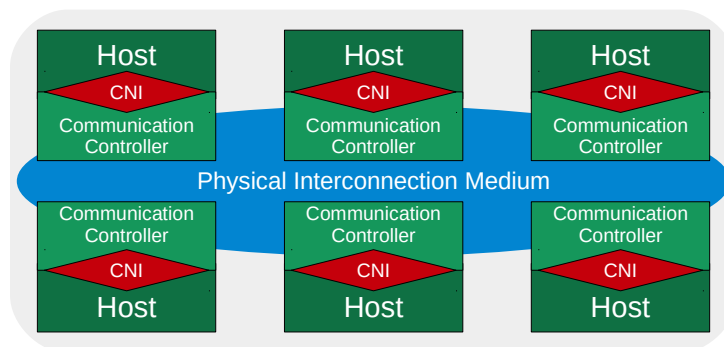 Host
CNI
Communication
Controller
Host
CNI
Communication
Controller
Host
CNI
Communication
Controller
Physical Interconnection Medium
Communication
Controller
CNI
Host
Communication
Controller
CNI
Host
Communication
Controller
CNI
Host